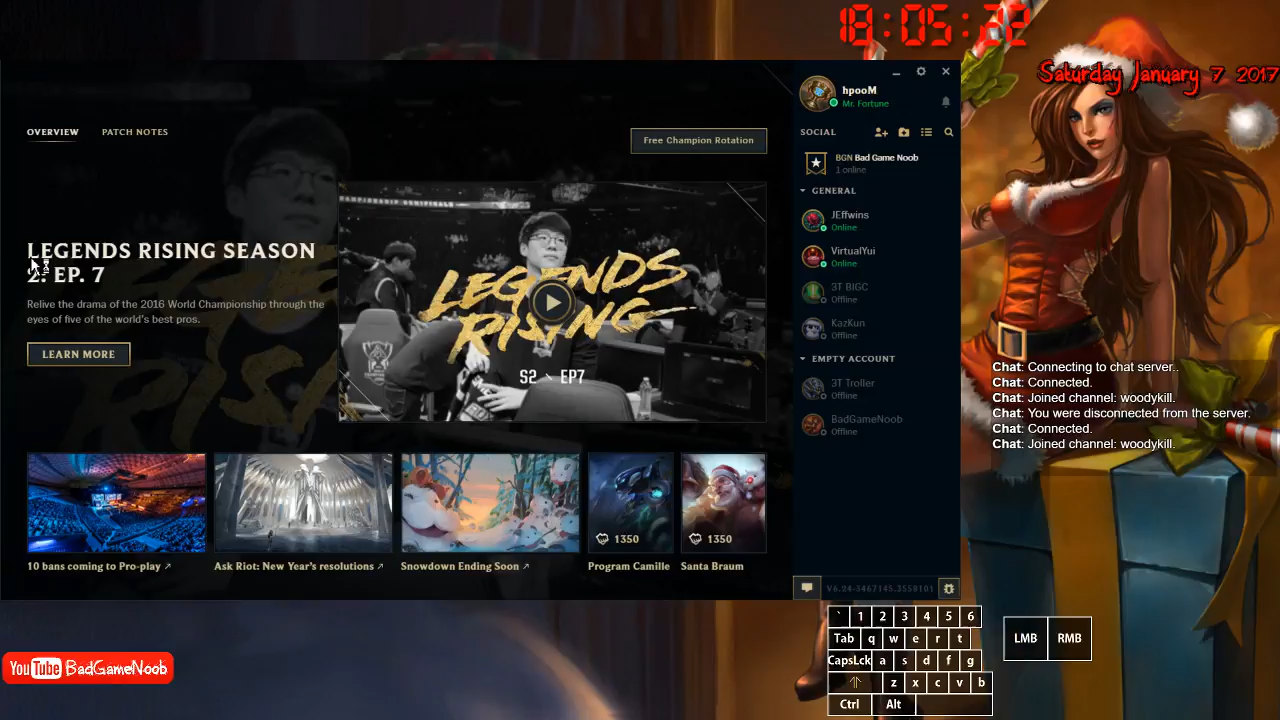 18:05:22
Saturday January 7 2017
hpooM
Mr. Fortune
OVERVIEW
PATCH NOTES
Free Champion Rotation
SOCIAL
BGN Bad Game Noob
1 online
GENERAL
JEffwins
Online
VirtualYui
Online
3T BIGC
Offline
KazKun
Offline
EMPTY ACCOUNT
3T Troller
Offline
BadGameNoob
Offline
LEGENDS RISING SEASON
2: EP. 7
Relive the drama of the 2016 World Championship through the
eyes of five of the world's best pros.
LEARN MORE
LEGENDS
RISING
S2 \ EP7
1350
1350
10 bans coming to Pro-play
Ask Riot: New Year's resolutions
Snowdown Ending Soon
Program Camille
Santa Braum
V6.24-3467145.3559101
Chat: Connecting to chat server..
Chat: Connected.
Chat: Joined channel: woodykill.
Chat: You were disconnected from the server.
Chat: Connected.
Chat: Joined channel: woodykill.
` 1 2 3 4 5 6
Tab q w e r t
CapsLck a s d f g
z x c v b
Ctrl Alt
LMB RMB
YouTube BadGameNoob